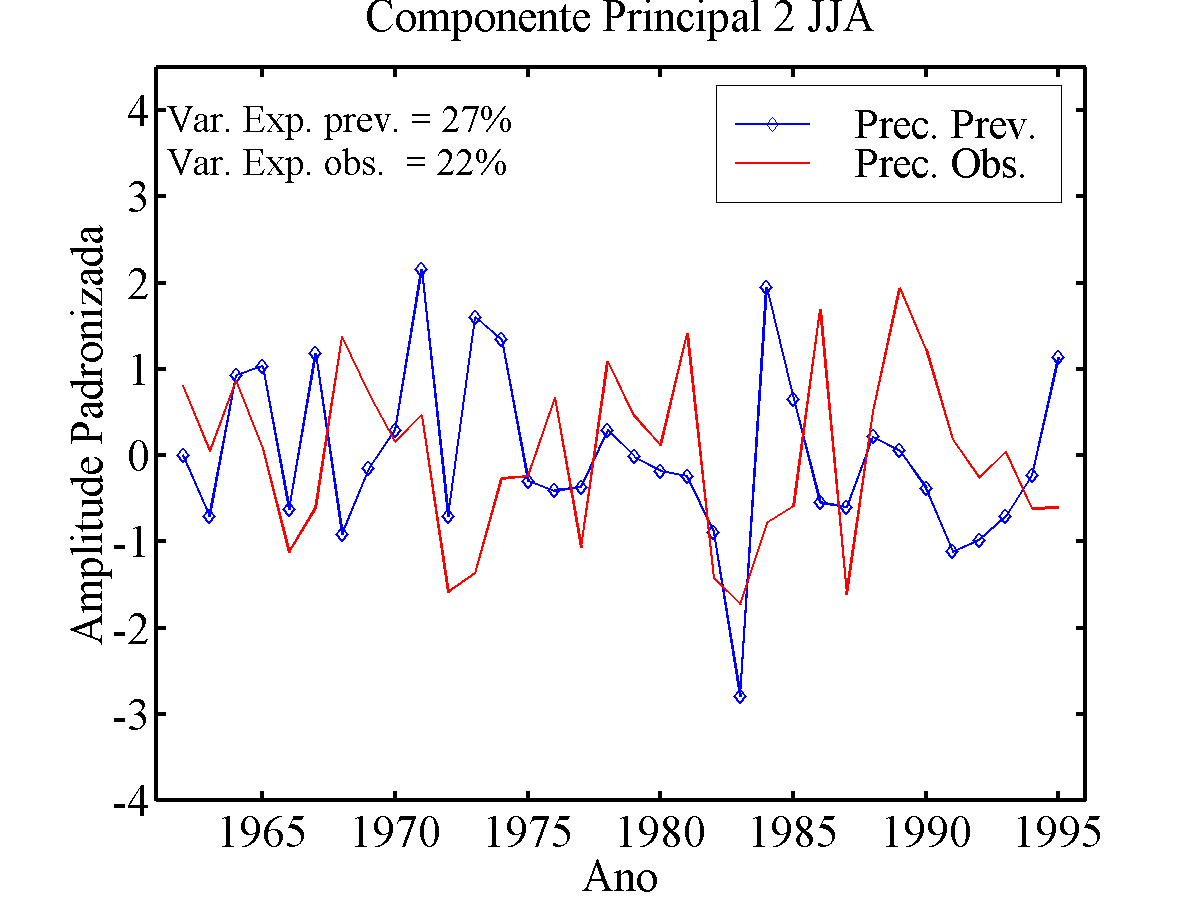 Componente Principal 2 JJA
Var. Exp. prev. = 27%
Var. Exp. obs. = 22%
Prec. Prev.
Prec. Obs.
Amplitude Padronizada
4
3
2
1
0
-1
-2
-3
-4
1965 1970 1975 1980 1985 1990 1995
Ano